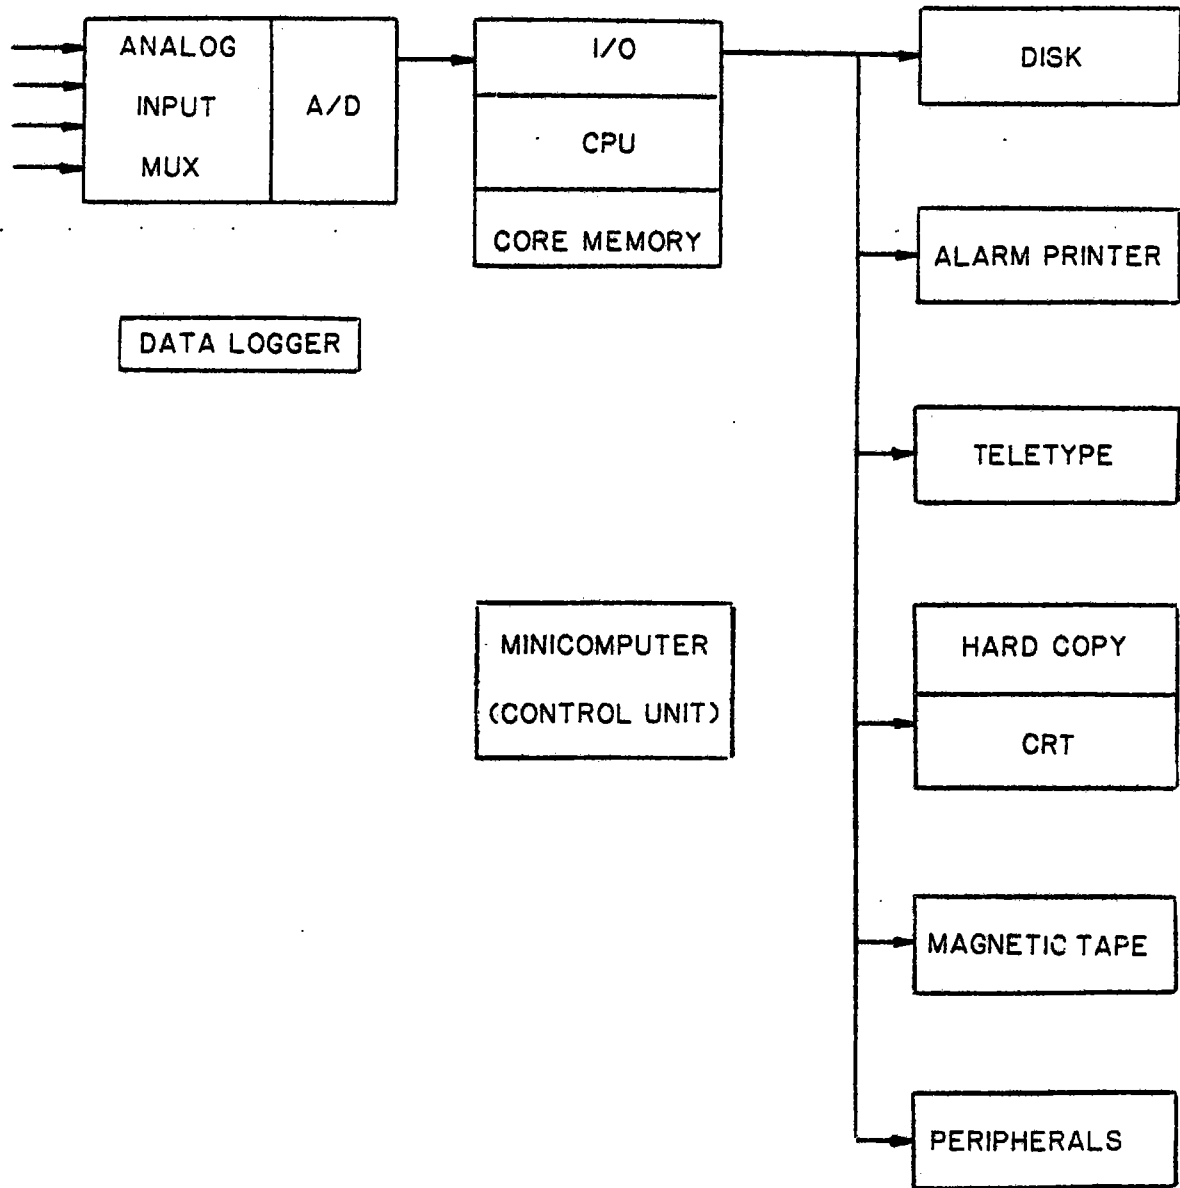 ANALOG
INPUT
MUX
A/D
I/O
CPU
CORE MEMORY
DISK
ALARM PRINTER
DATA LOGGER
TELETYPE
MINICOMPUTER
(CONTROL UNIT)
HARD COPY
CRT
MAGNETIC TAPE
PERIPHERALS